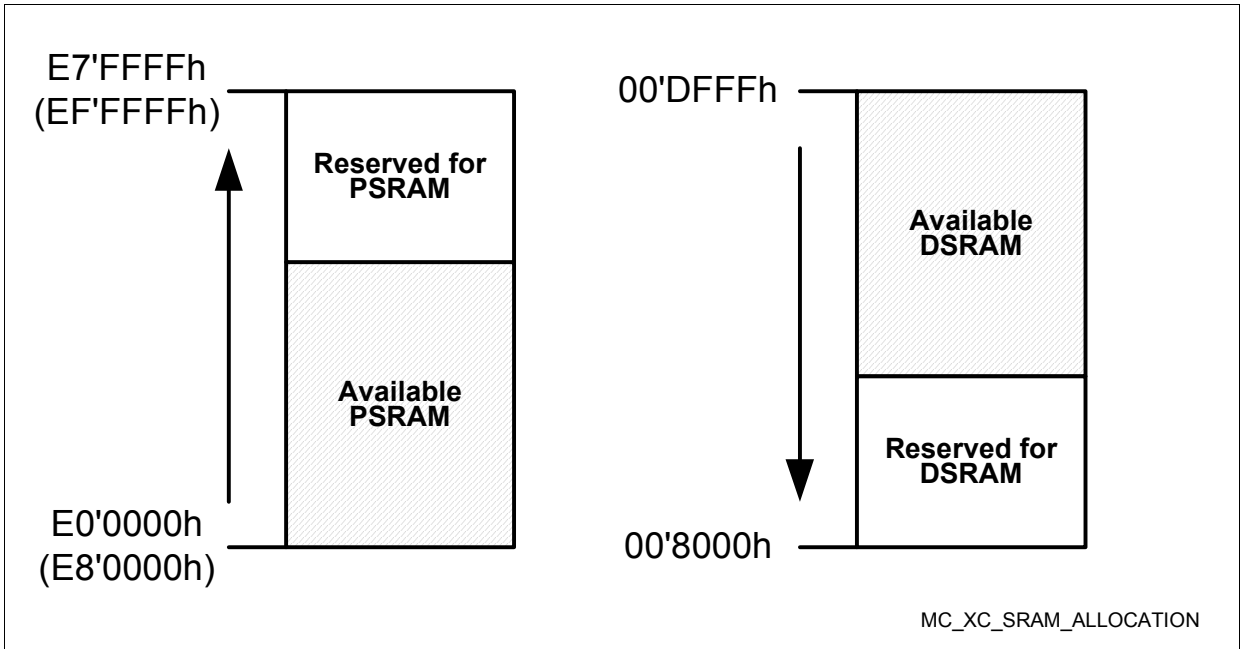 E7'FFFFh
(EF'FFFFh)
Reserved for
PSRAM
Available
PSRAM
E0'0000h
(E8'0000h)
00'DFFFh
Available
DSRAM
Reserved for
DSRAM
00'8000h
MC_XC_SRAM_ALLOCATION